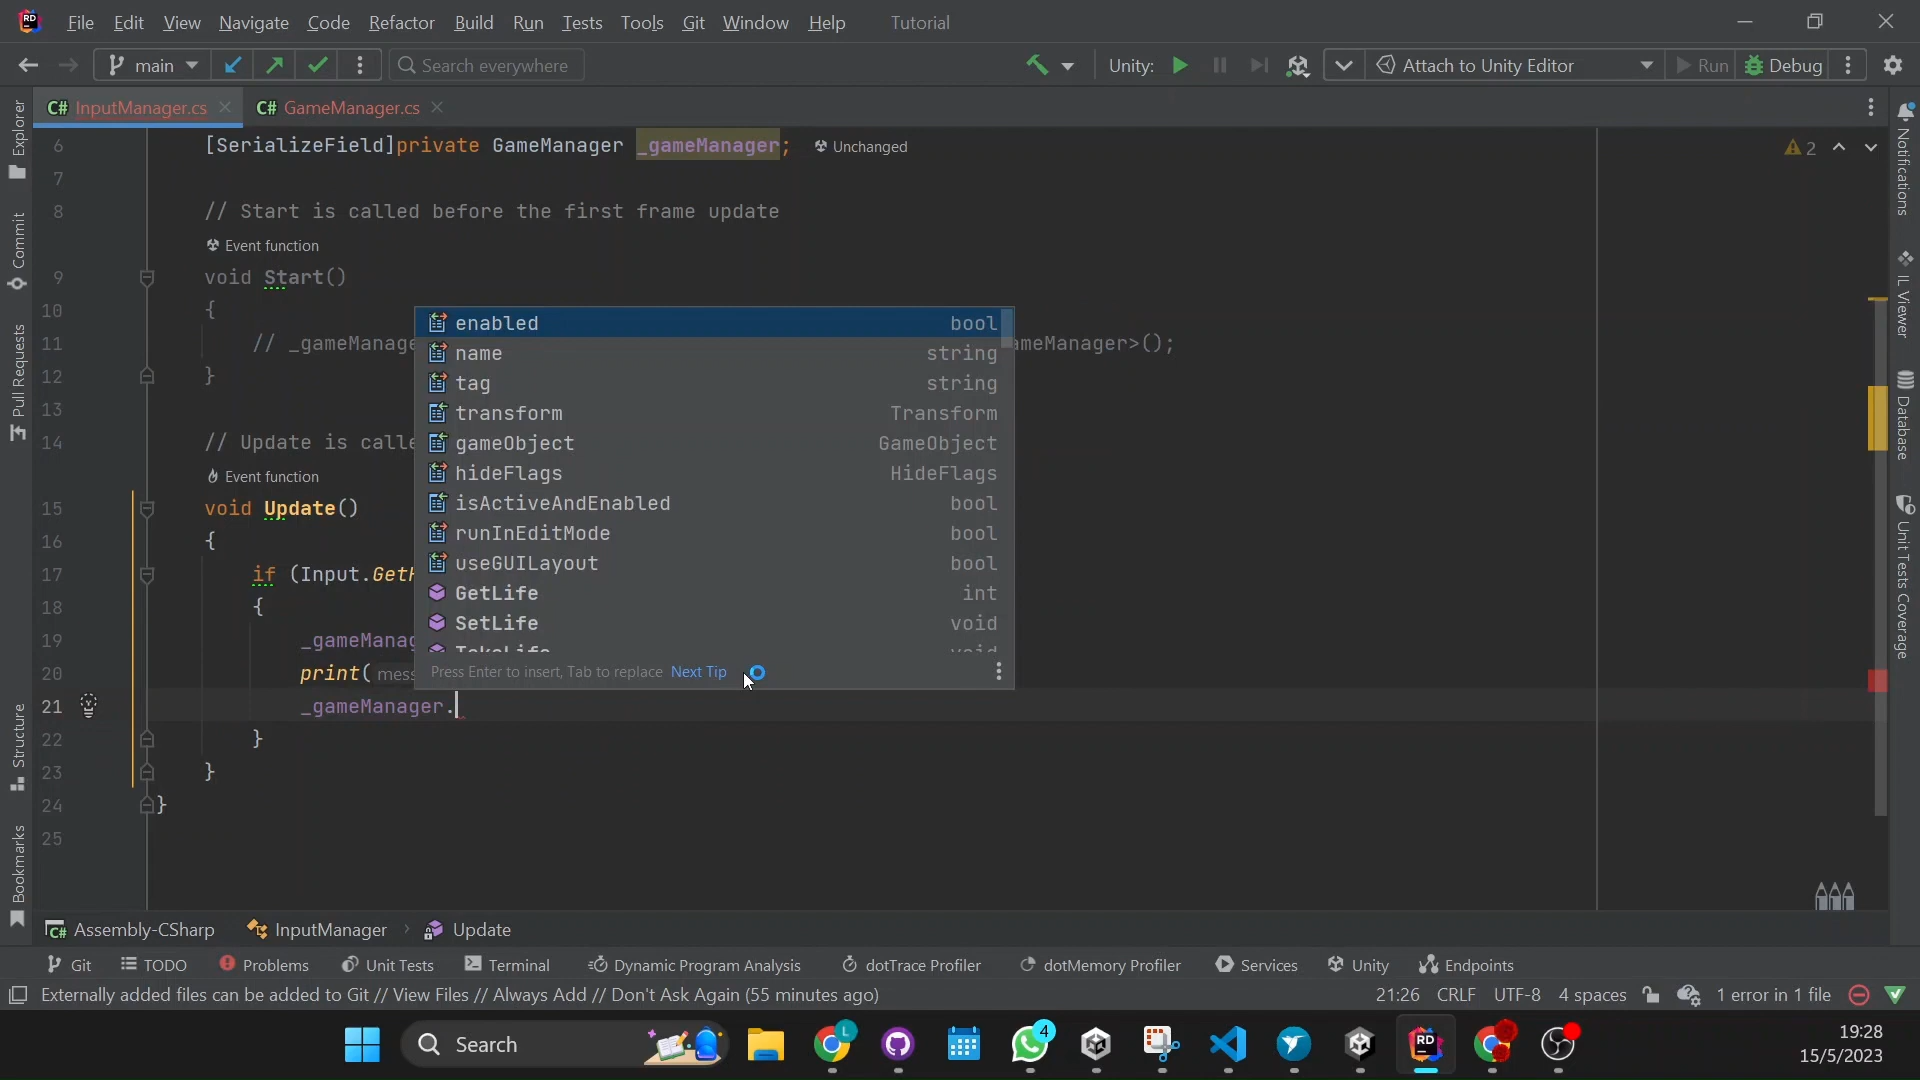 RD File Edit View Navigate Code Refactor Build Run Tests Tools Git Window Help Tutorial
main Search everywhere Unity: Attach to Unity Editor Run Debug
C# InputManager.cs C# GameManager.cs
6 [SerializeField]private GameManager _gameManager; Unchanged 2
7
8 // Start is called before the first frame update
Event function
9 void Start()
10 {
11 // _gameManage ameManager>();
12 }
13
14 // Update is calle
Event function
15 void Update()
16 {
17 if (Input.Get
18 {
19 _gameManag
20 print( mess
21 _gameManager.
22 }
23 }
24 }
25
enabled bool
name string
tag string
transform Transform
gameObject GameObject
hideFlags HideFlags
isActiveAndEnabled bool
runInEditMode bool
useGUILayout bool
GetLife int
SetLife void
TakeLife void
Press Enter to insert, Tab to replace Next Tip
Explorer
Commit
Pull Requests
Structure
Bookmarks
Notifications
IL Viewer
Database
Unit Tests Coverage
C# Assembly-CSharp InputManager Update
Git TODO Problems Unit Tests Terminal Dynamic Program Analysis dotTrace Profiler dotMemory Profiler Services Unity Endpoints
Externally added files can be added to Git // View Files // Always Add // Don't Ask Again (55 minutes ago) 21:26 CRLF UTF-8 4 spaces 1 error in 1 file
Search L 4 RD 19:28
15/5/2023